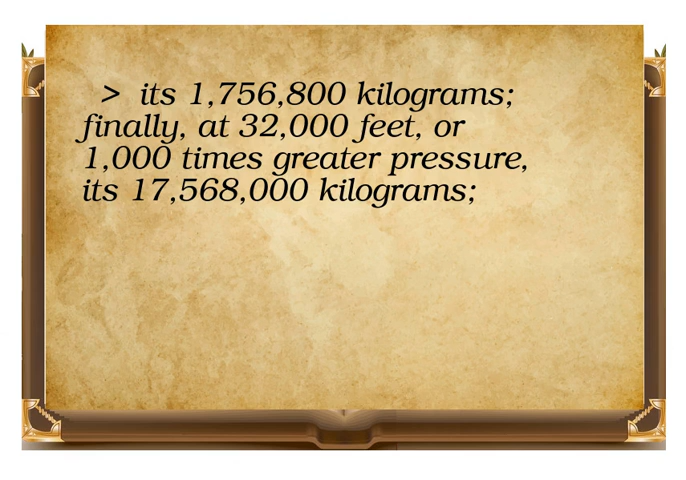 > its 1,756,800 kilograms;
finally, at 32,000 feet, or
1,000 times greater pressure,
its 17,568,000 kilograms;